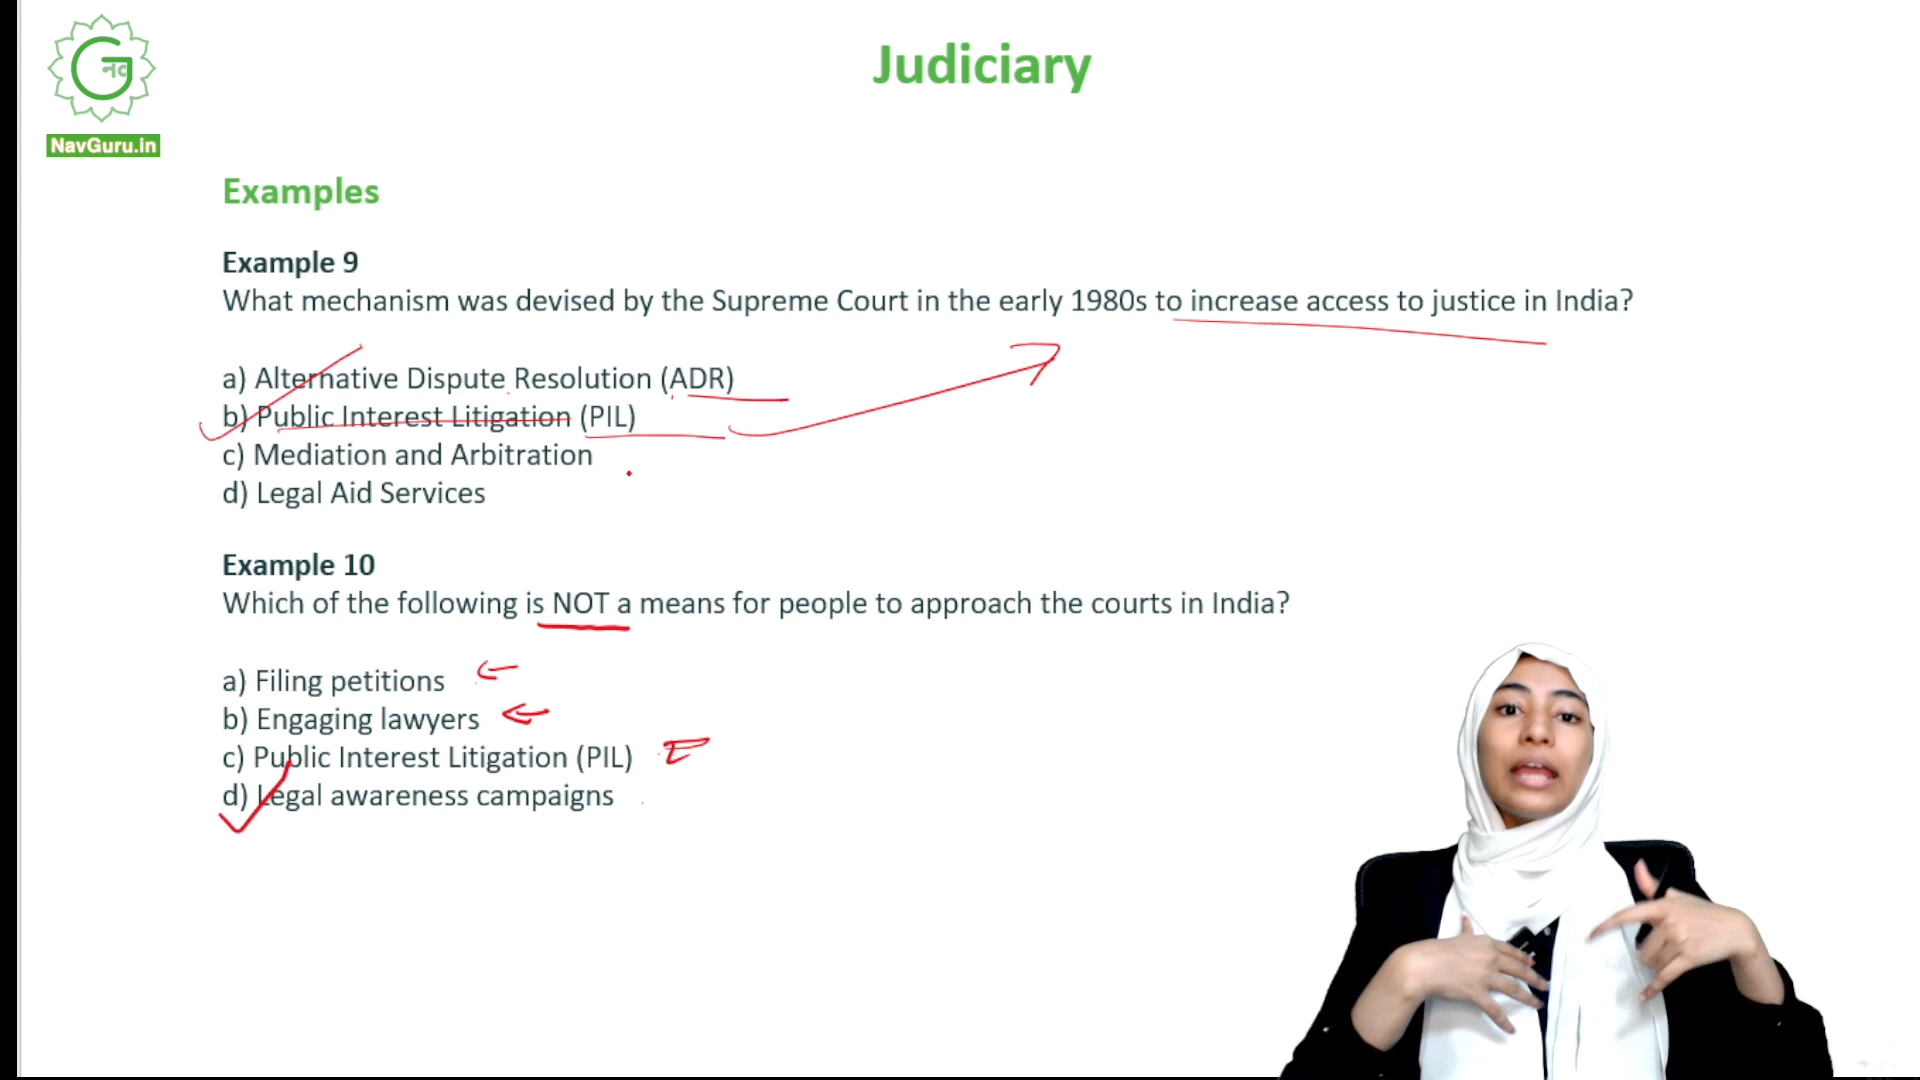 Judiciary
नव
NavGuru.in
Examples
Example 9
What mechanism was devised by the Supreme Court in the early 1980s to increase access to justice in India?
a) Alternative Dispute Resolution (ADR)
b) Public Interest Litigation (PIL)
c) Mediation and Arbitration
d) Legal Aid Services
Example 10
Which of the following is NOT a means for people to approach the courts in India?
a) Filing petitions
b) Engaging lawyers
c) Public Interest Litigation (PIL)
d) Legal awareness campaigns